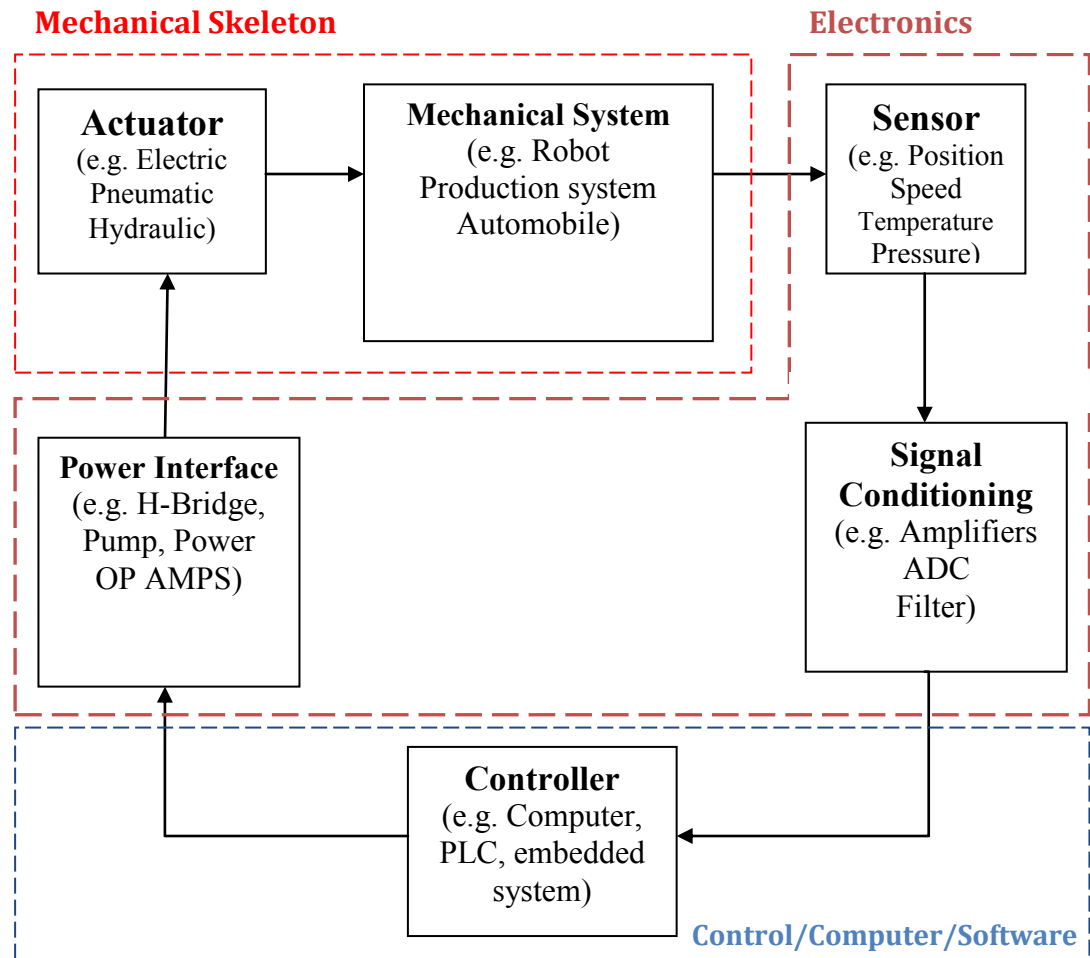 Mechanical Skeleton
Electronics
Actuator
(e.g. Electric
Pneumatic
Hydraulic)
Mechanical System
(e.g. Robot
Production system
Automobile)
Sensor
(e.g. Position
Speed
Temperature
Pressure)
Power Interface
(e.g. H-Bridge,
Pump, Power
OP AMPS)
Signal
Conditioning
(e.g. Amplifiers
ADC
Filter)
Controller
(e.g. Computer,
PLC, embedded
system)
Control/Computer/Software